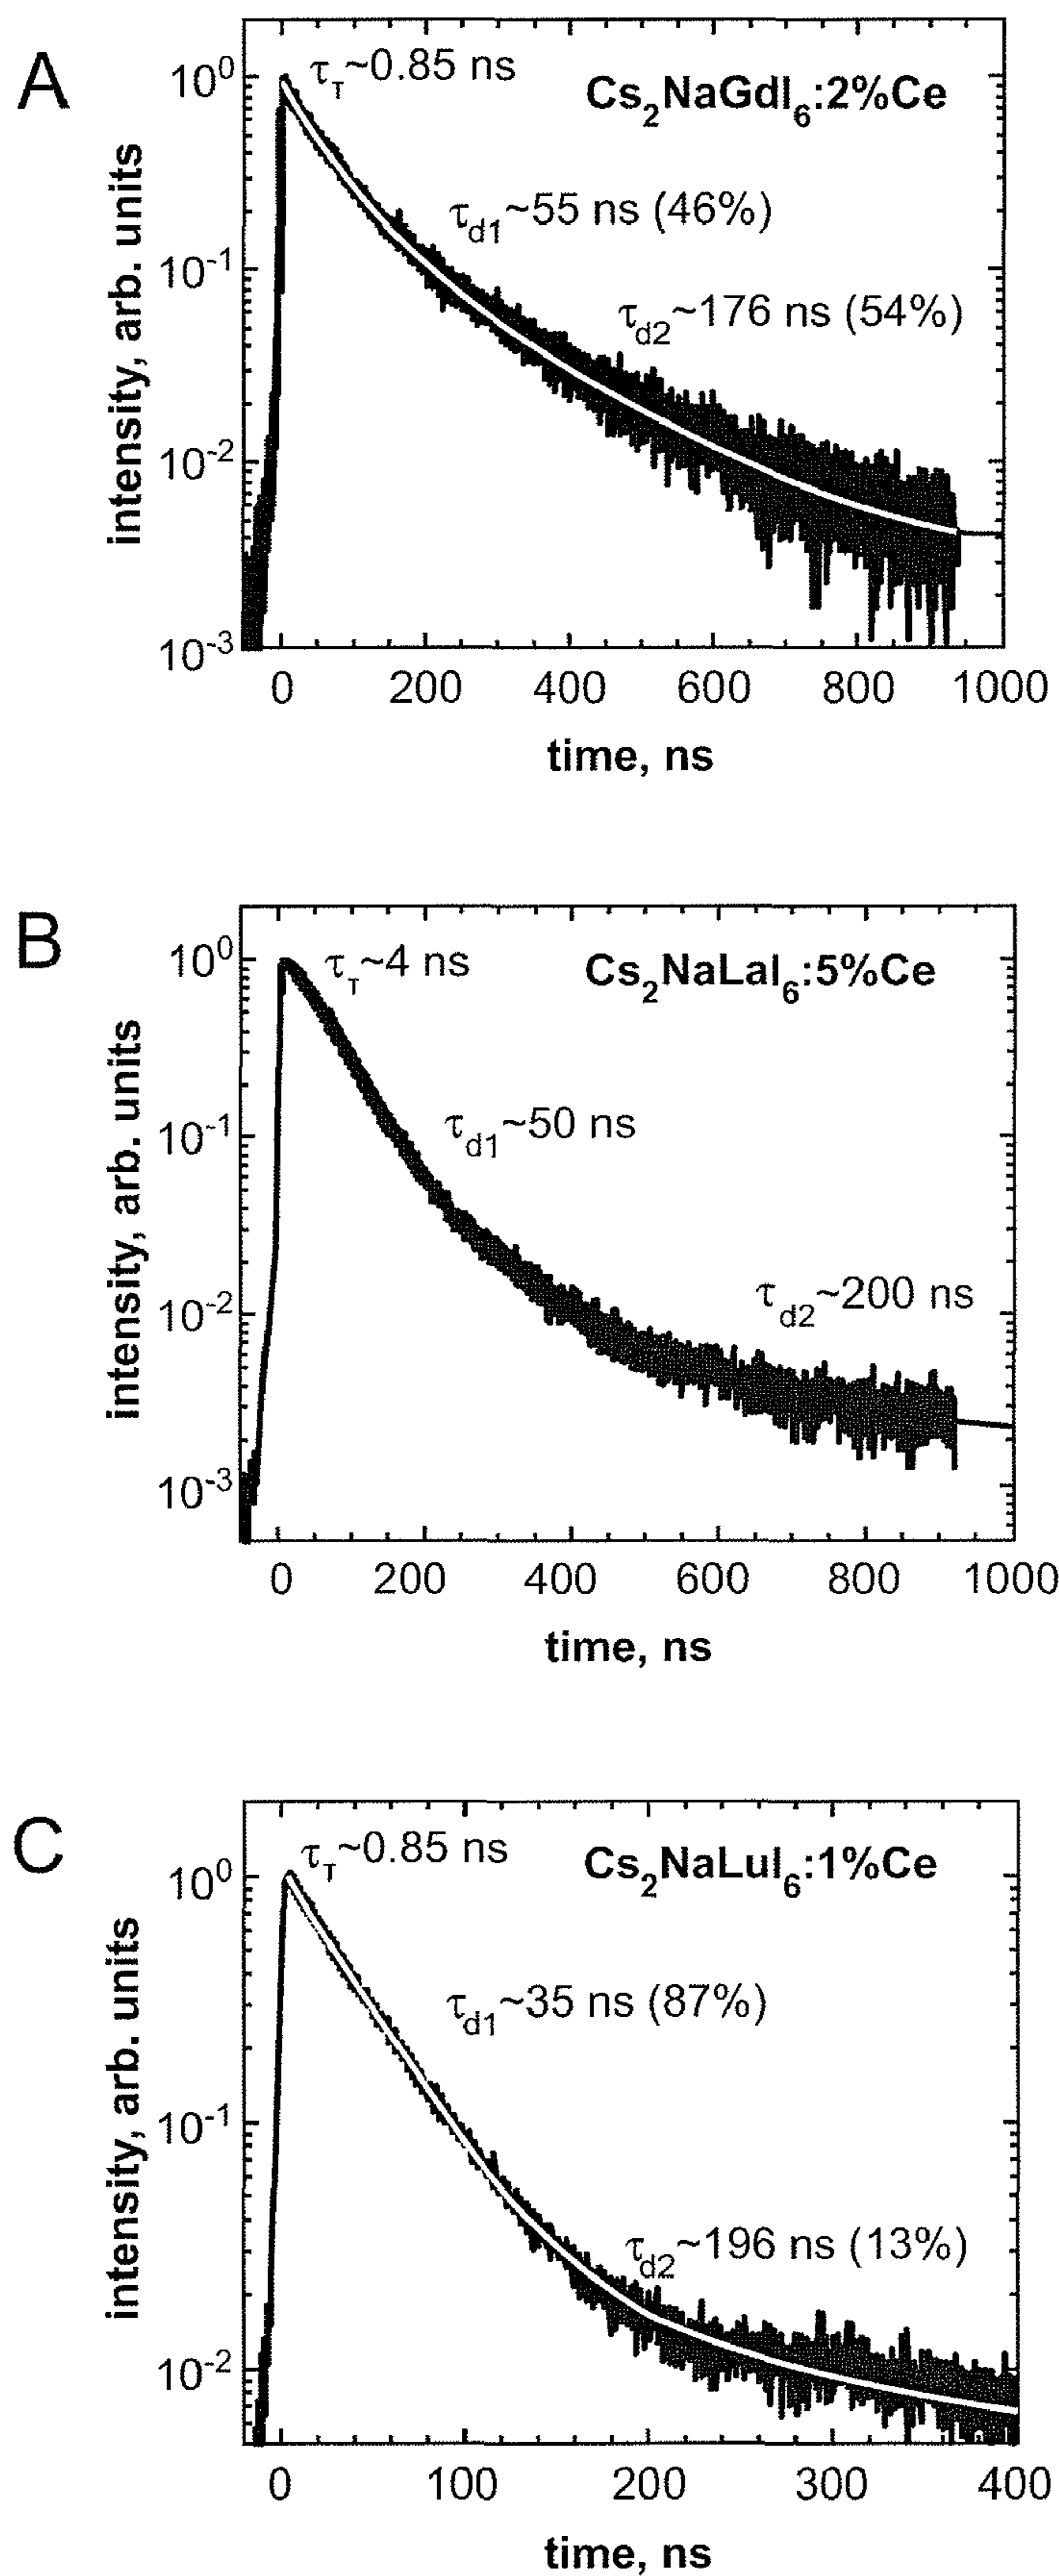 A
τT~0.85 ns
Cs2NaGdI6:2%Ce
τd1~55 ns (46%)
τd2~176 ns (54%)
intensity, arb. units
10^0
10^-1
10^-2
10^-3
0 200 400 600 800 1000
time, ns
B
τT~4 ns
Cs2NaLaI6:5%Ce
τd1~50 ns
τd2~200 ns
intensity, arb. units
10^0
10^-1
10^-2
10^-3
0 200 400 600 800 1000
time, ns
C
τT~0.85 ns
Cs2NaLuI6:1%Ce
τd1~35 ns (87%)
τd2~196 ns (13%)
intensity, arb. units
10^0
10^-1
10^-2
0 100 200 300 400
time, ns